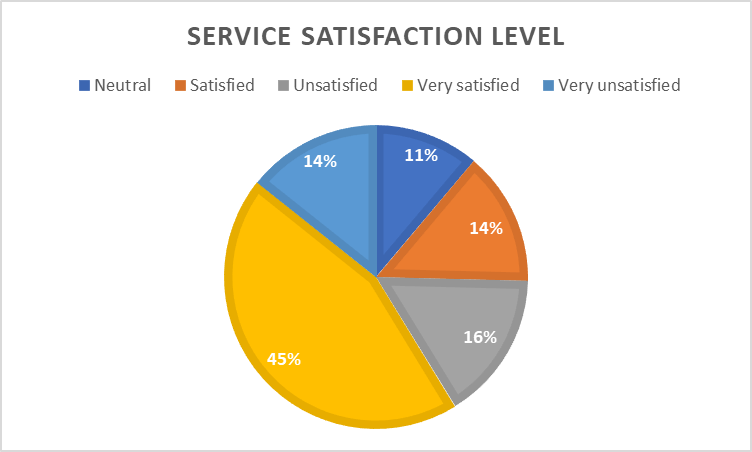 SERVICE SATISFACTION LEVEL
Neutral Satisfied Unsatisfied Very satisfied Very unsatisfied
14% 11%
14%
16%
45%